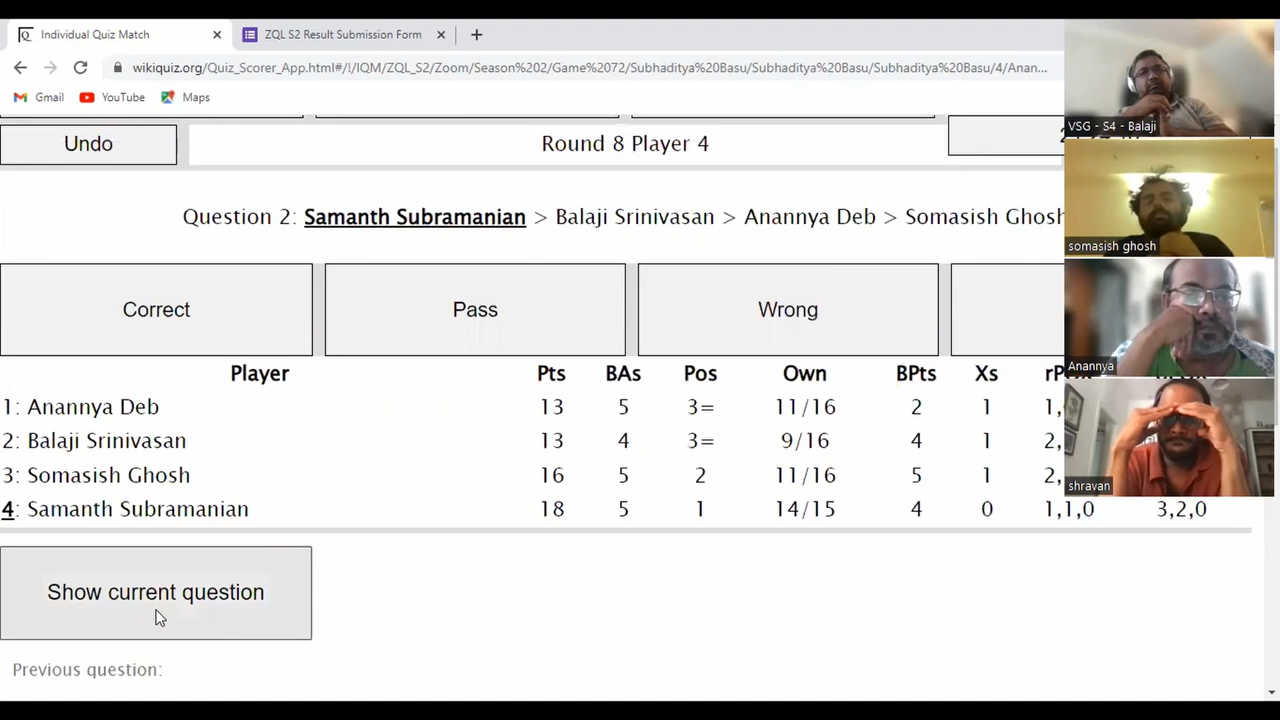 Individual Quiz Match
ZQL S2 Result Submission Form
wikiquiz.org/Quiz_Scorer_App.html#/I/IQM/ZQL_S2/Zoom/Season%202/Game%2072/Subhaditya%20Basu/Subhaditya%20Basu/Subhaditya%20Basu/4/Anan...
Gmail YouTube Maps
Undo
Round 8 Player 4
Question 2: Samanth Subramanian > Balaji Srinivasan > Anannya Deb > Somasish Ghosh
Correct Pass Wrong
Player Pts BAs Pos Own BPts Xs
1: Anannya Deb 13 5 3= 11/16 2 1 1,
2: Balaji Srinivasan 13 4 3= 9/16 4 1 2,
3: Somasish Ghosh 16 5 2 11/16 5 1 2,
4: Samanth Subramanian 18 5 1 14/15 4 0 1,1,0 3,2,0
Show current question
Previous question:
VSG - S4 - Balaji
somasish ghosh
Anannya
shravan